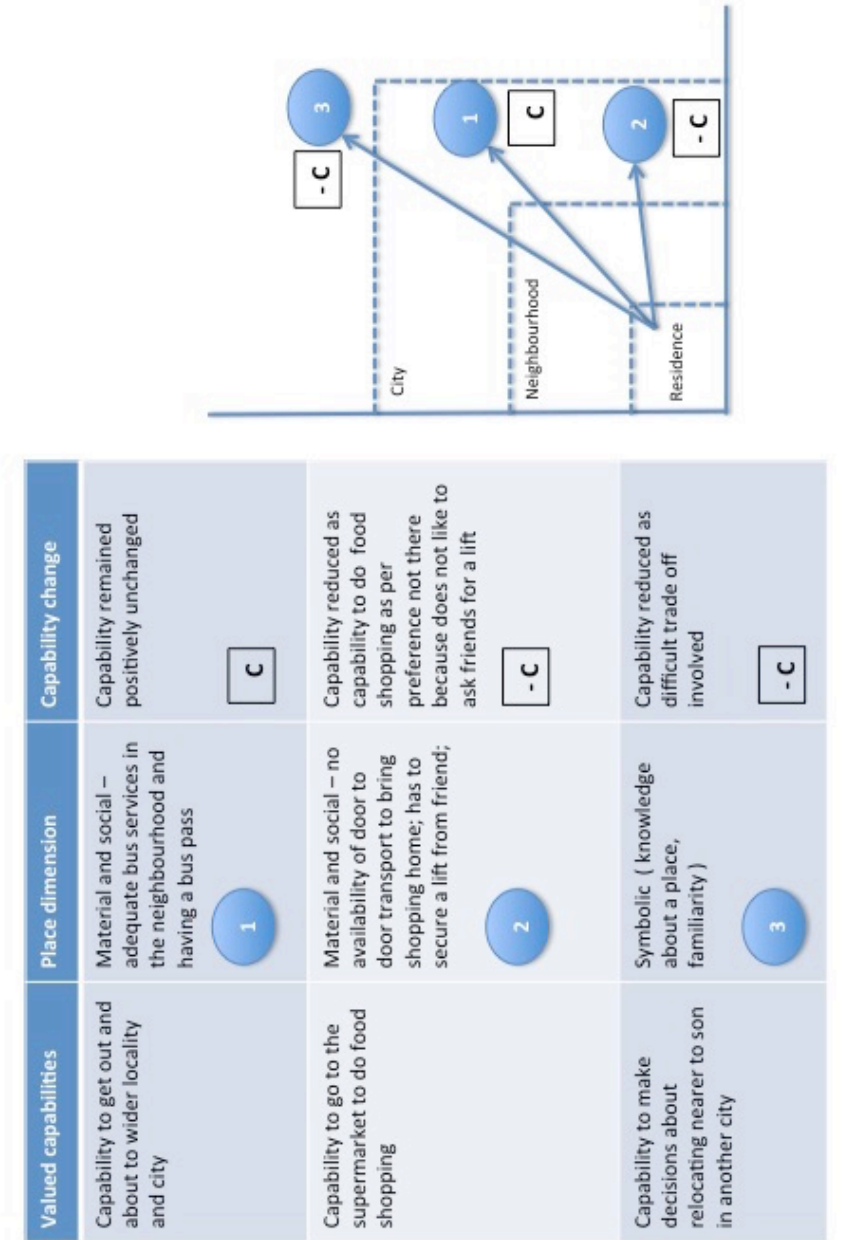 Valued capabilities
Place dimension
Capability change
Capability to get out and
about to wider locality
and city
Material and social –
adequate bus services in
the neighbourhood and
having a bus pass
1
Capability remained
positively unchanged
C
Capability to go to the
supermarket to do food
shopping
Material and social – no
availability of door to
door transport to bring
shopping home; has to
secure a lift from friend;
2
Capability reduced as
capability to do food
shopping as per
preference not there
because does not like to
ask friends for a lift
- C
Capability to make
decisions about
relocating nearer to son
in another city
Symbolic ( knowledge
about a place,
familiarity )
3
Capability reduced as
difficult trade off
involved
- C
3
- C
City
1
C
Neighbourhood
2
- C
Residence